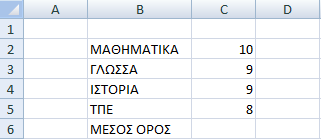 A B C D
1
2 ΜΑΘΗΜΑΤΙΚΑ 10
3 ΓΛΩΣΣΑ 9
4 ΙΣΤΟΡΙΑ 9
5 ΤΠΕ 8
6 ΜΕΣΟΣ ΟΡΟΣ